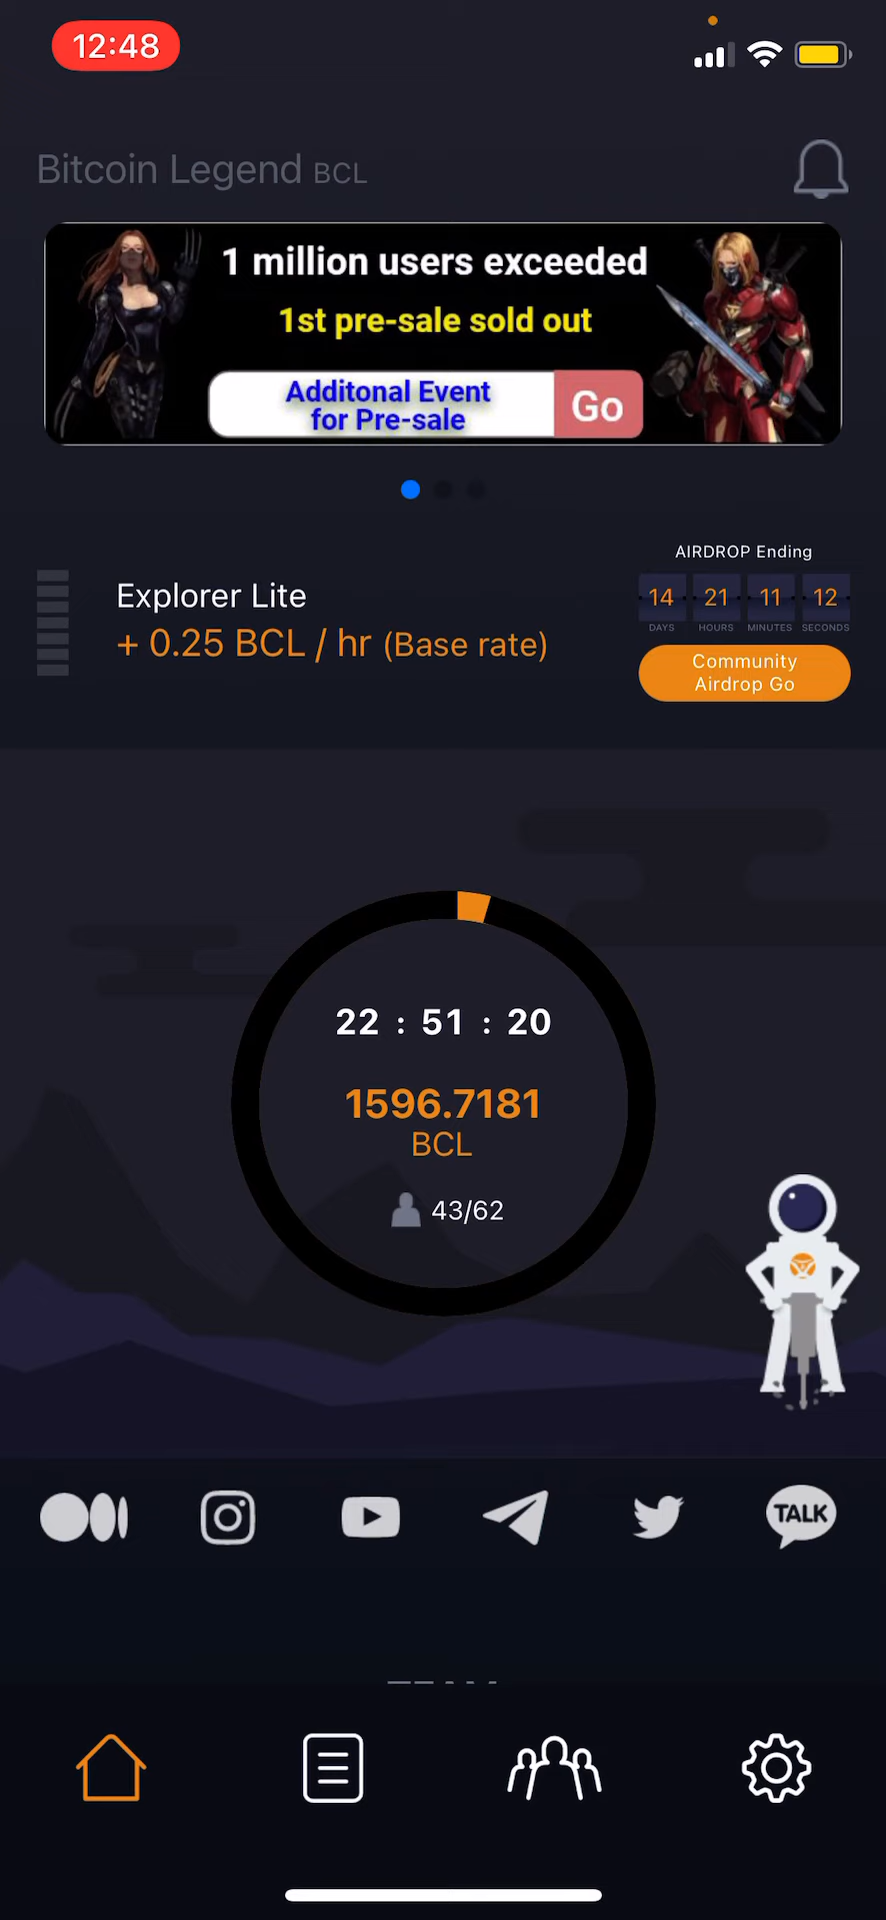 12:48
Bitcoin Legend BCL
1 million users exceeded
1st pre-sale sold out
Additonal Event
for Pre-sale
Go
AIRDROP Ending
14 21 11 12
DAYS HOURS MINUTES SECONDS
Explorer Lite
+ 0.25 BCL / hr (Base rate)
Community
Airdrop Go
22 : 51 : 20
1596.7181
BCL
43/62
TALK